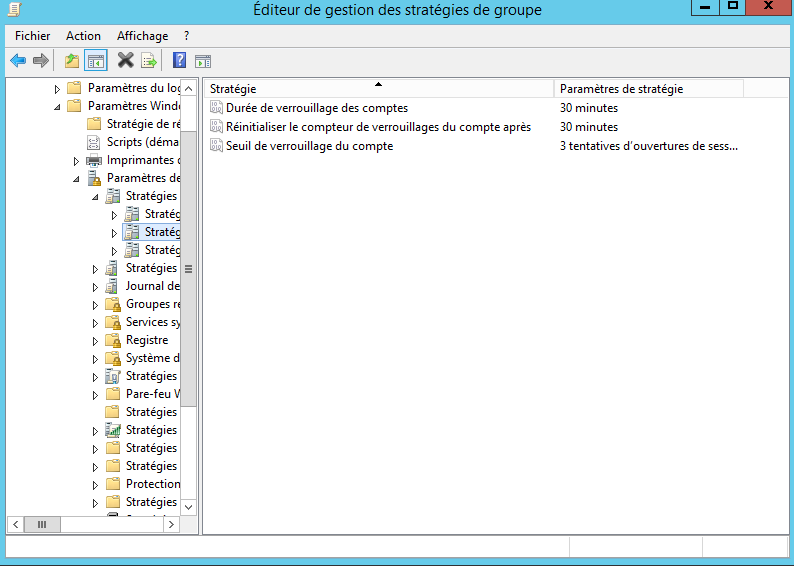 Éditeur de gestion des stratégies de groupe
Fichier Action Affichage ?
Paramètres du log
Paramètres Windo
Stratégie de ré
Scripts (déma
Imprimantes
Paramètres de
Stratégies
Stratég
Stratég
Stratég
Stratégies
Journal de
Groupes re
Services sy
Registre
Système d
Stratégies
Pare-feu W
Stratégies
Stratégies
Stratégies
Stratégies
Protection
Stratégies
Stratégie Paramètres de stratégie
Durée de verrouillage des comptes 30 minutes
Réinitialiser le compteur de verrouillages du compte après 30 minutes
Seuil de verrouillage du compte 3 tentatives d'ouvertures de sess...